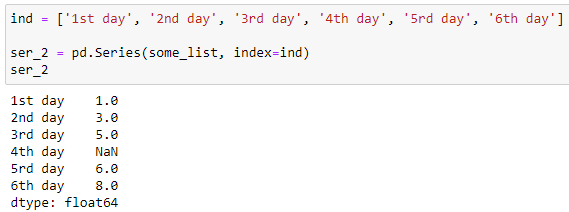 ind = ['1st day', '2nd day', '3rd day', '4th day', '5rd day', '6th day']
ser_2 = pd.Series(some_list, index=ind)
ser_2
1st day    1.0
2nd day    3.0
3rd day    5.0
4th day    NaN
5rd day    6.0
6th day    8.0
dtype: float64